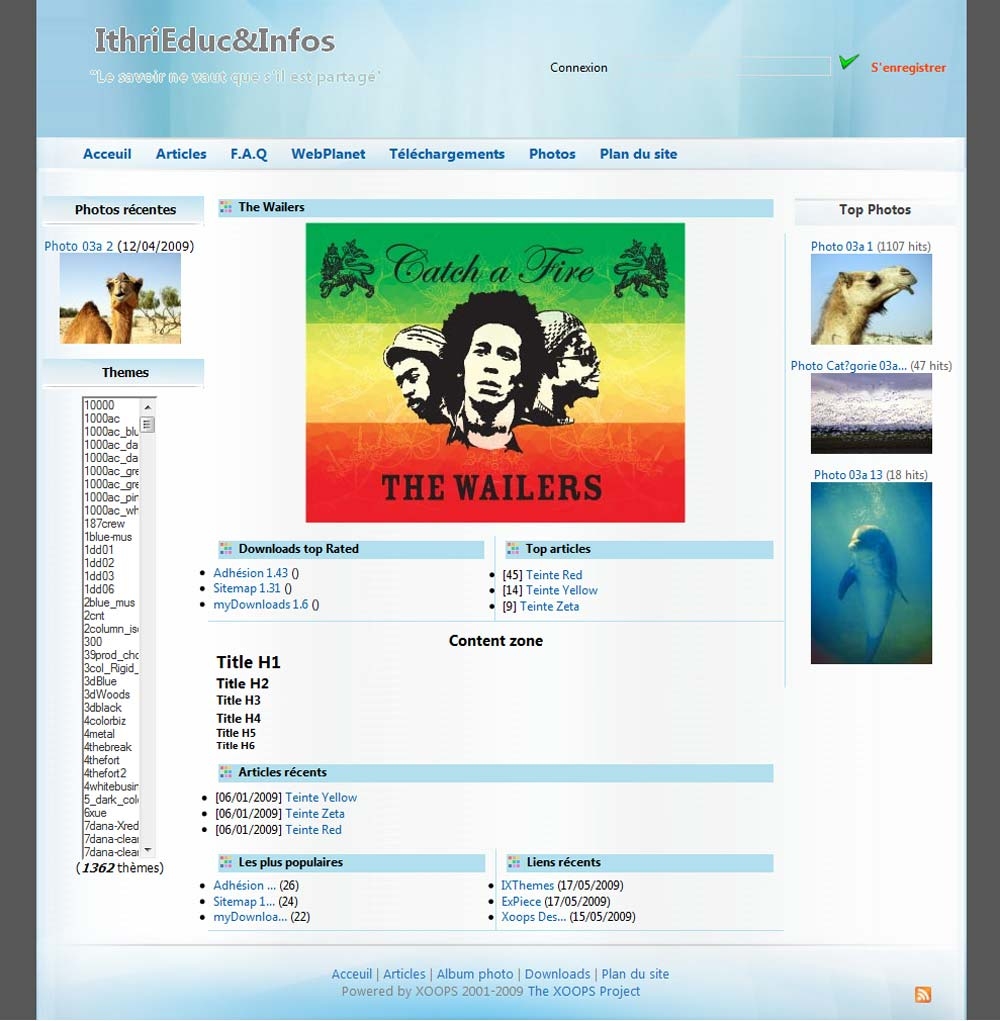 IthriEduc&Infos
"Le savoir ne vaut que s'il est partagé"
Connexion
S'enregistrer
Acceuil Articles F.A.Q WebPlanet Téléchargements Photos Plan du site
Photos récentes
Photo 03a 2 (12/04/2009)
Themes
10000
1000ac
1000ac_blu
1000ac_da
1000ac_da
1000ac_gre
1000ac_gre
1000ac_pin
1000ac_wh
187crew
1blue-mus
1dd01
1dd02
1dd03
1dd06
2blue_mus
2cnt
2column_is
300
39prod_cho
3col_Rigid_
3dBlue
3dWoods
3dblack
4colorbiz
4metal
4thebreak
4thefort
4thefort2
4whitebusin
5_dark_col
6xue
7dana-Xred
7dana-clear
7dana-clear
(1362 thèmes)
The Wailers
Catch a Fire
THE WAILERS
Downloads top Rated
Adhésion 1.43 ()
Sitemap 1.31 ()
myDownloads 1.6 ()
Top articles
[45] Teinte Red
[14] Teinte Yellow
[9] Teinte Zeta
Content zone
Title H1
Title H2
Title H3
Title H4
Title H5
Title H6
Articles récents
[06/01/2009] Teinte Yellow
[06/01/2009] Teinte Zeta
[06/01/2009] Teinte Red
Les plus populaires
Adhésion ... (26)
Sitemap 1... (24)
myDownloa... (22)
Liens récents
IXThemes (17/05/2009)
ExPiece (17/05/2009)
Xoops Des... (15/05/2009)
Top Photos
Photo 03a 1 (1107 hits)
Photo Cat?gorie 03a... (47 hits)
Photo 03a 13 (18 hits)
Acceuil | Articles | Album photo | Downloads | Plan du site
Powered by XOOPS 2001-2009 The XOOPS Project